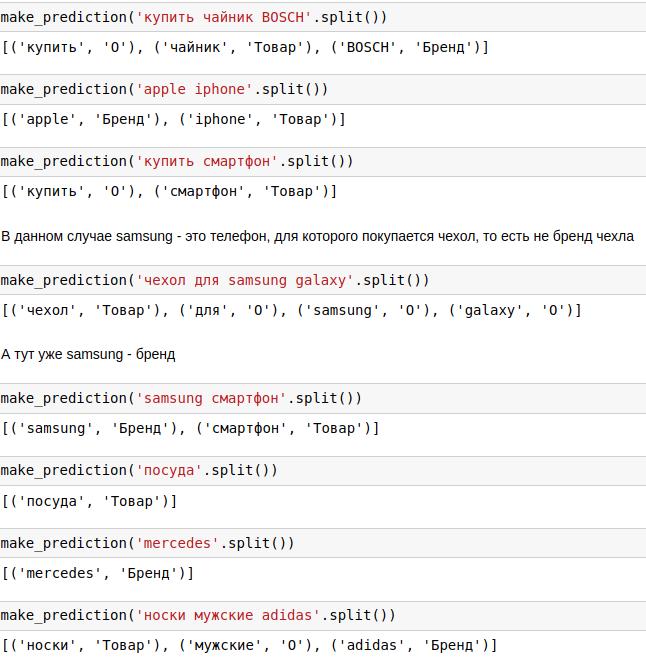 make_prediction('купить чайник BOSCH'.split())
[('купить', 'O'), ('чайник', 'Товар'), ('BOSCH', 'Бренд')]
make_prediction('apple iphone'.split())
[('apple', 'Бренд'), ('iphone', 'Товар')]
make_prediction('купить смартфон'.split())
[('купить', 'O'), ('смартфон', 'Товар')]
В данном случае samsung - это телефон, для которого покупается чехол, то есть не бренд чехла
make_prediction('чехол для samsung galaxy'.split())
[('чехол', 'Товар'), ('для', 'O'), ('samsung', 'O'), ('galaxy', 'O')]
А тут уже samsung - бренд
make_prediction('samsung смартфон'.split())
[('samsung', 'Бренд'), ('смартфон', 'Товар')]
make_prediction('посуда'.split())
[('посуда', 'Товар')]
make_prediction('mercedes'.split())
[('mercedes', 'Бренд')]
make_prediction('носки мужские adidas'.split())
[('носки', 'Товар'), ('мужские', 'O'), ('adidas', 'Бренд')]